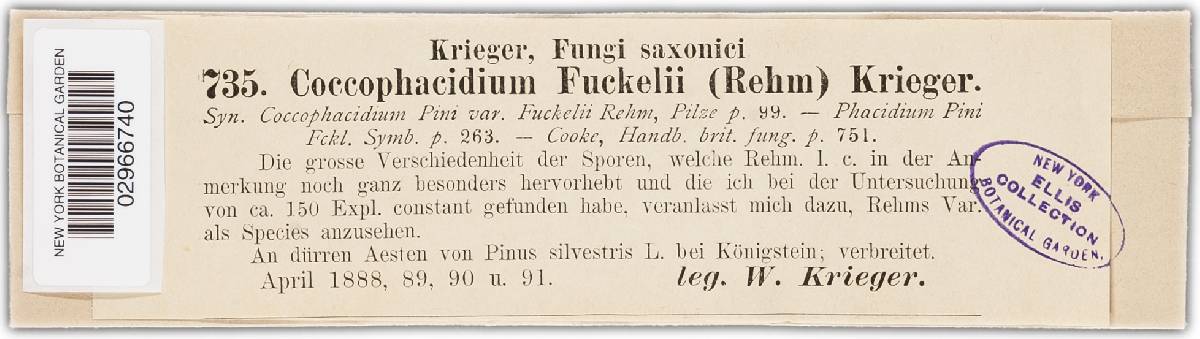 NEW YORK BOTANICAL GARDEN
02966740
Krieger, Fungi saxonici
735. Coccophacidium Fuckelii (Rehm) Krieger.
Syn. Coccophacidium Pini var. Fuckelii Rehm, Pilze p. 99. — Phacidium Pini
Fckl. Symb. p. 263. — Cooke, Handb. brit. fung. p. 751.
Die grosse Verschiedenheit der Sporen, welche Rehm. l. c. in der An-
merkung noch ganz besonders hervorhebt und die ich bei der Untersuchung
von ca. 150 Expl. constant gefunden habe, veranlasst mich dazu, Rehms Var.
als Species anzusehen.
An dürren Aesten von Pinus silvestris L. bei Königstein; verbreitet.
April 1888, 89, 90 u. 91. leg. W. Krieger.
NEW YORK
ELLIS
COLLECTION
BOTANICAL GARDEN.